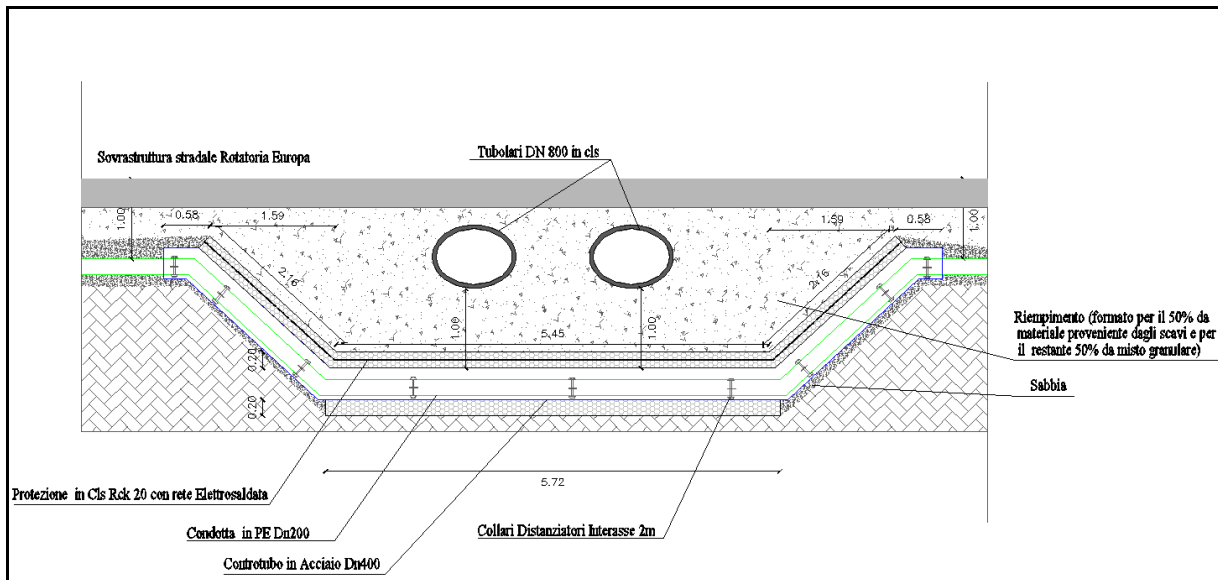 Sovrastruttura stradale Rotatoria Europa
Tubolari DN 800 in cls
1.00
0.58
1.59
1.59
0.58
1.00
2.16
2.16
1.00
5.45
1.00
0.20
0.20
Riempimento (formato per il 50% da
materiale proveniente dagli scavi e per
il restante 50% da misto granulare)
Sabbia
5.72
Protezione in Cls Rck 20 con rete Elettrosaldata
Condotta in PE Dn200
Collari Distanziatori Interasse 2m
Controtubo in Acciaio Dn400